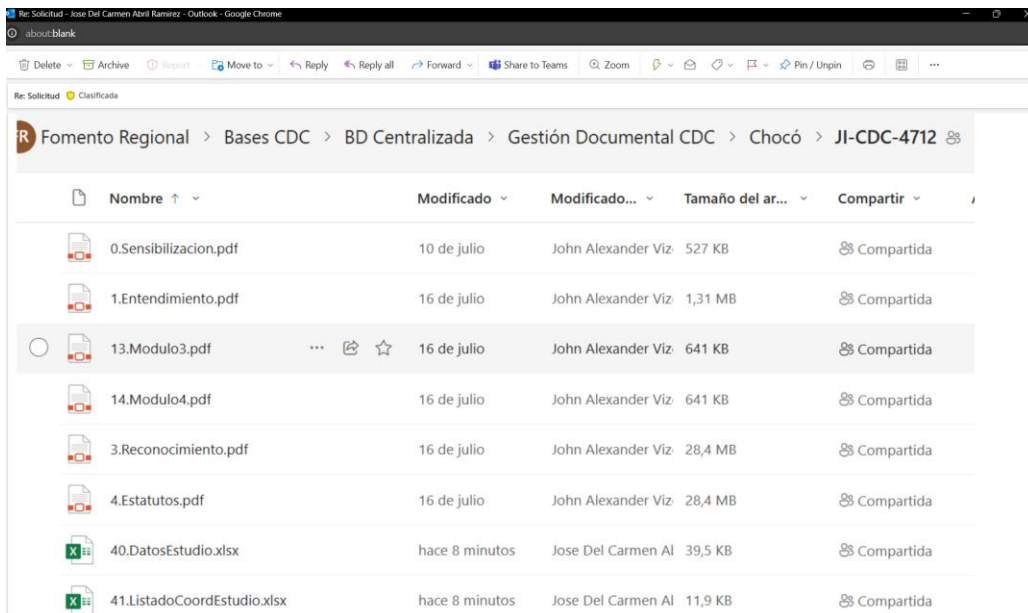 Re: Solicitud - Jose Del Carmen Abril Ramirez - Outlook - Google Chrome
about:blank
Delete Archive Report Move to Reply Reply all Forward Share to Teams Zoom Pin / Unpin ...
Re: Solicitud Clasificada
FR Fomento Regional > Bases CDC > BD Centralizada > Gestión Documental CDC > Chocó > JI-CDC-4712
Nombre ↑ Modificado Modificado... Tamaño del ar... Compartir
0.Sensibilizacion.pdf 10 de julio John Alexander Viz 527 KB Compartida
1.Entendimiento.pdf 16 de julio John Alexander Viz 1,31 MB Compartida
13.Modulo3.pdf ... 16 de julio John Alexander Viz 641 KB Compartida
14.Modulo4.pdf 16 de julio John Alexander Viz 641 KB Compartida
3.Reconocimiento.pdf 16 de julio John Alexander Viz 28,4 MB Compartida
4.Estatutos.pdf 16 de julio John Alexander Viz 28,4 MB Compartida
40.DatosEstudio.xlsx hace 8 minutos Jose Del Carmen Al 39,5 KB Compartida
41.ListadoCoordEstudio.xlsx hace 8 minutos Jose Del Carmen Al 11,9 KB Compartida